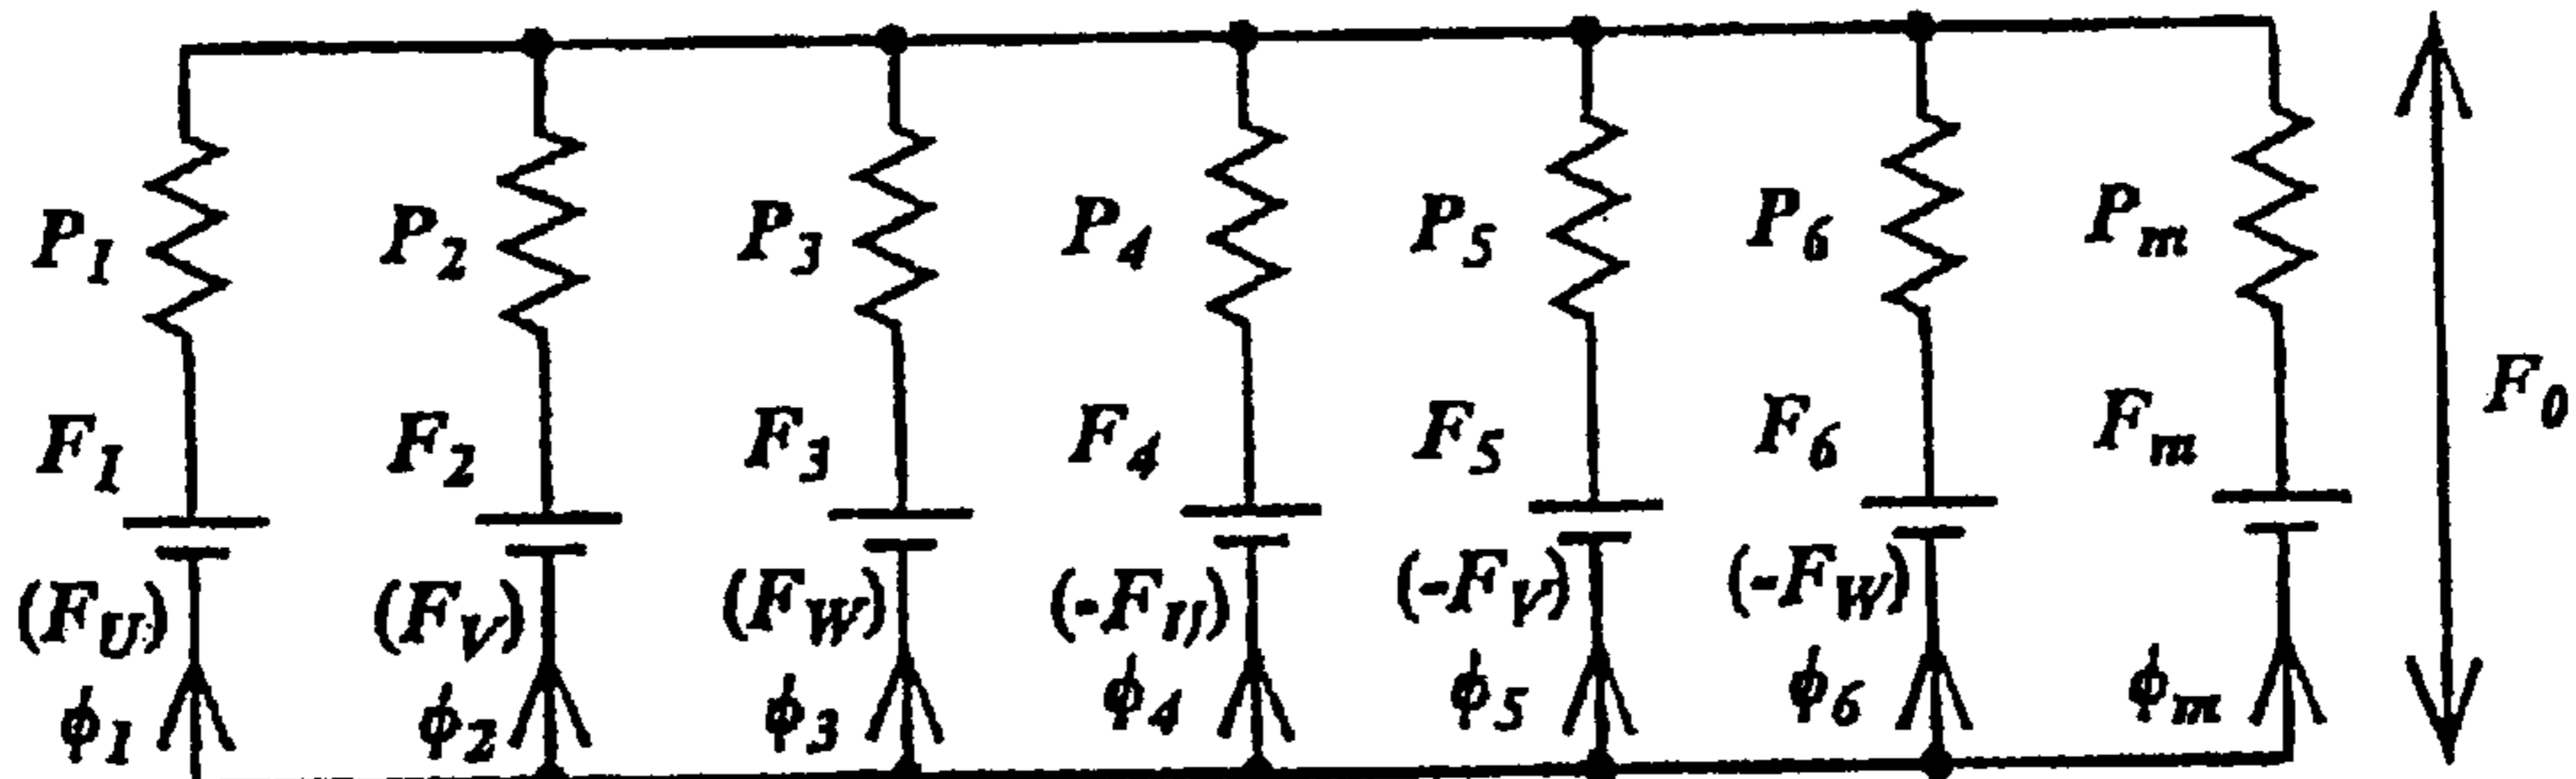 P1 P2 P3 P4 P5 P6 Pm
F1 F2 F3 F4 F5 F6 Fm F0
(FU) (FV) (FW) (-FU) (-FV) (-FW)
ϕ1 ϕ2 ϕ3 ϕ4 ϕ5 ϕ6 ϕm